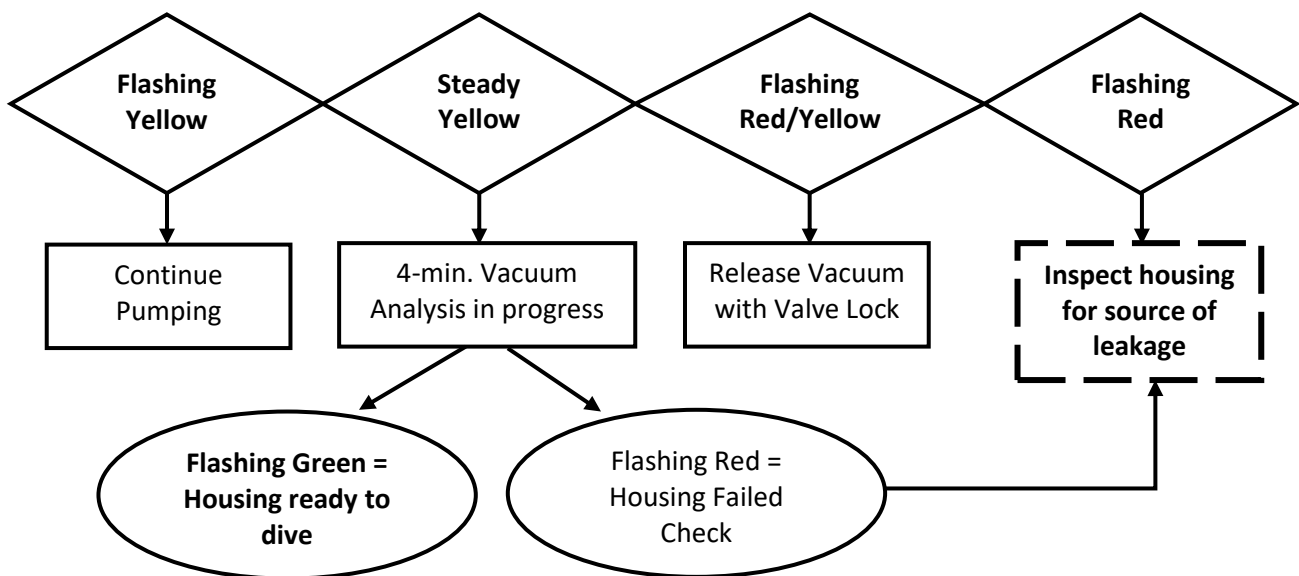 Flashing
Yellow
Steady
Yellow
Flashing
Red/Yellow
Flashing
Red
Continue
Pumping
4-min. Vacuum
Analysis in progress
Release Vacuum
with Valve Lock
Inspect housing
for source of
leakage
Flashing Green =
Housing ready to
dive
Flashing Red =
Housing Failed
Check